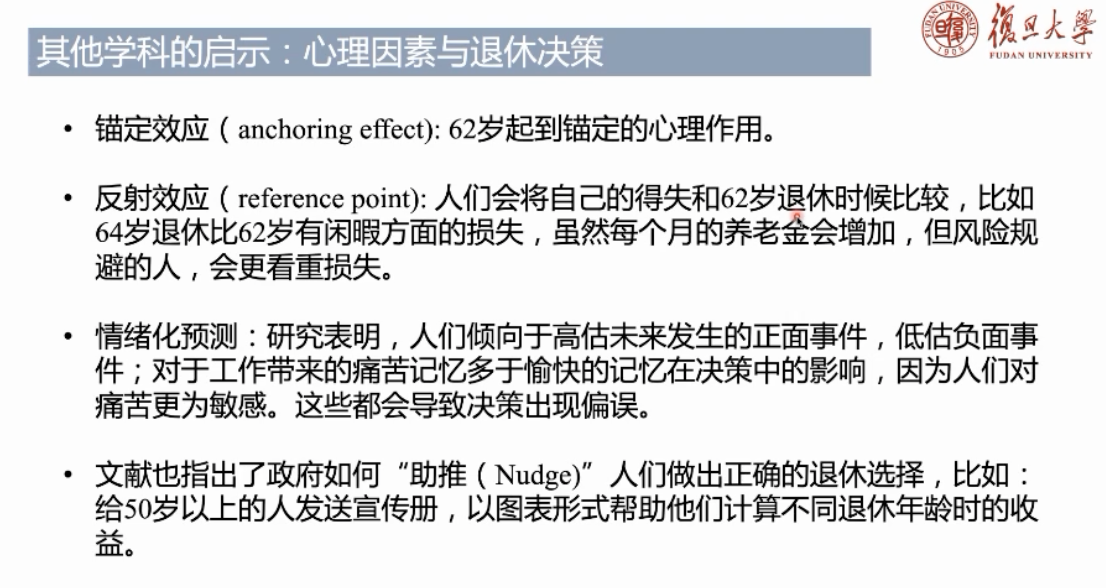 其他学科的启示：心理因素与退休决策
復旦大學
FUDAN UNIVERSITY
FUDAN UNIVERSITY
1905
• 锚定效应（anchoring effect): 62岁起到锚定的心理作用。
• 反射效应（reference point): 人们会将自己的得失和62岁退休时候比较，比如
64岁退休比62岁有闲暇方面的损失，虽然每个月的养老金会增加，但风险规
避的人，会更看重损失。
• 情绪化预测：研究表明，人们倾向于高估未来发生的正面事件，低估负面事
件；对于工作带来的痛苦记忆多于愉快的记忆在决策中的影响，因为人们对
痛苦更为敏感。这些都会导致决策出现偏误。
• 文献也指出了政府如何“助推（Nudge)”人们做出正确的退休选择，比如：
给50岁以上的人发送宣传册，以图表形式帮助他们计算不同退休年龄时的收
益。